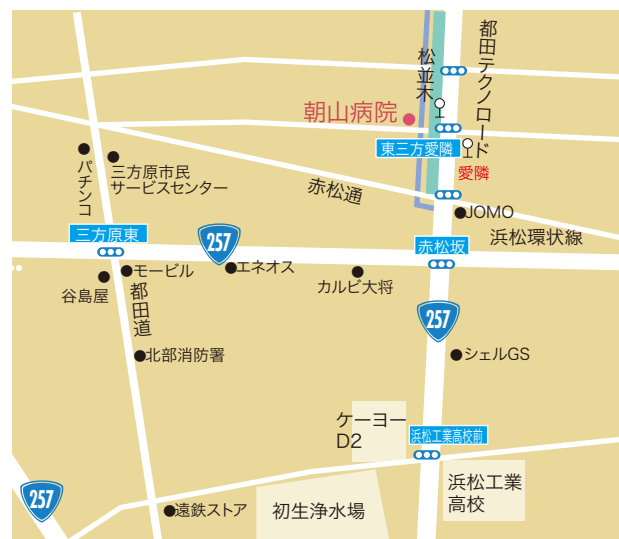 都田テクノロード
松並木
朝山病院
東三方愛隣
愛隣
パチンコ
三方原市民
サービスセンター
赤松通
JOMO
浜松環状線
三方原東
257
赤松坂
モービル
エネオス
カルビ大将
谷島屋
都田道
257
北部消防署
シェルGS
ケーヨー
D2
浜松工業高校前
浜松工業
高校
257
遠鉄ストア
初生浄水場